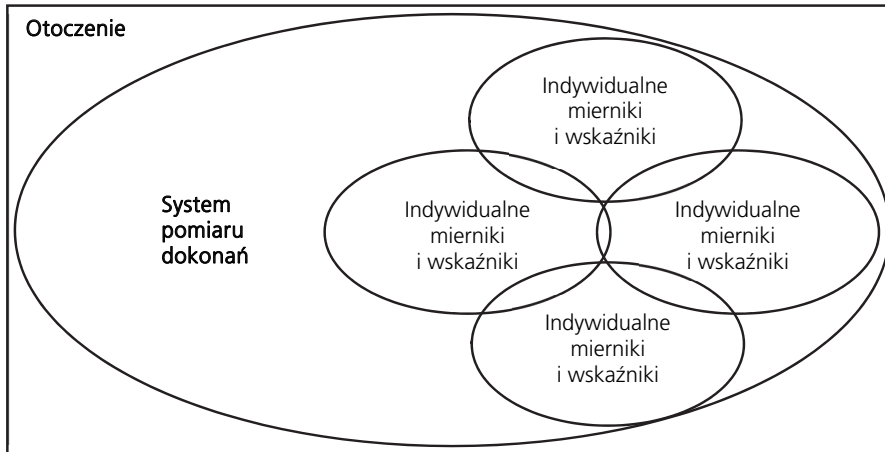 Otoczenie
Indywidualne
mierniki
i wskaźniki
System
pomiaru
dokonań
Indywidualne
mierniki
i wskaźniki
Indywidualne
mierniki
i wskaźniki
Indywidualne
mierniki
i wskaźniki